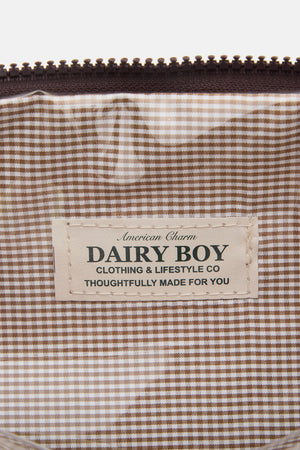 American Charm
DAIRY BOY
CLOTHING & LIFESTYLE CO
THOUGHTFULLY MADE FOR YOU